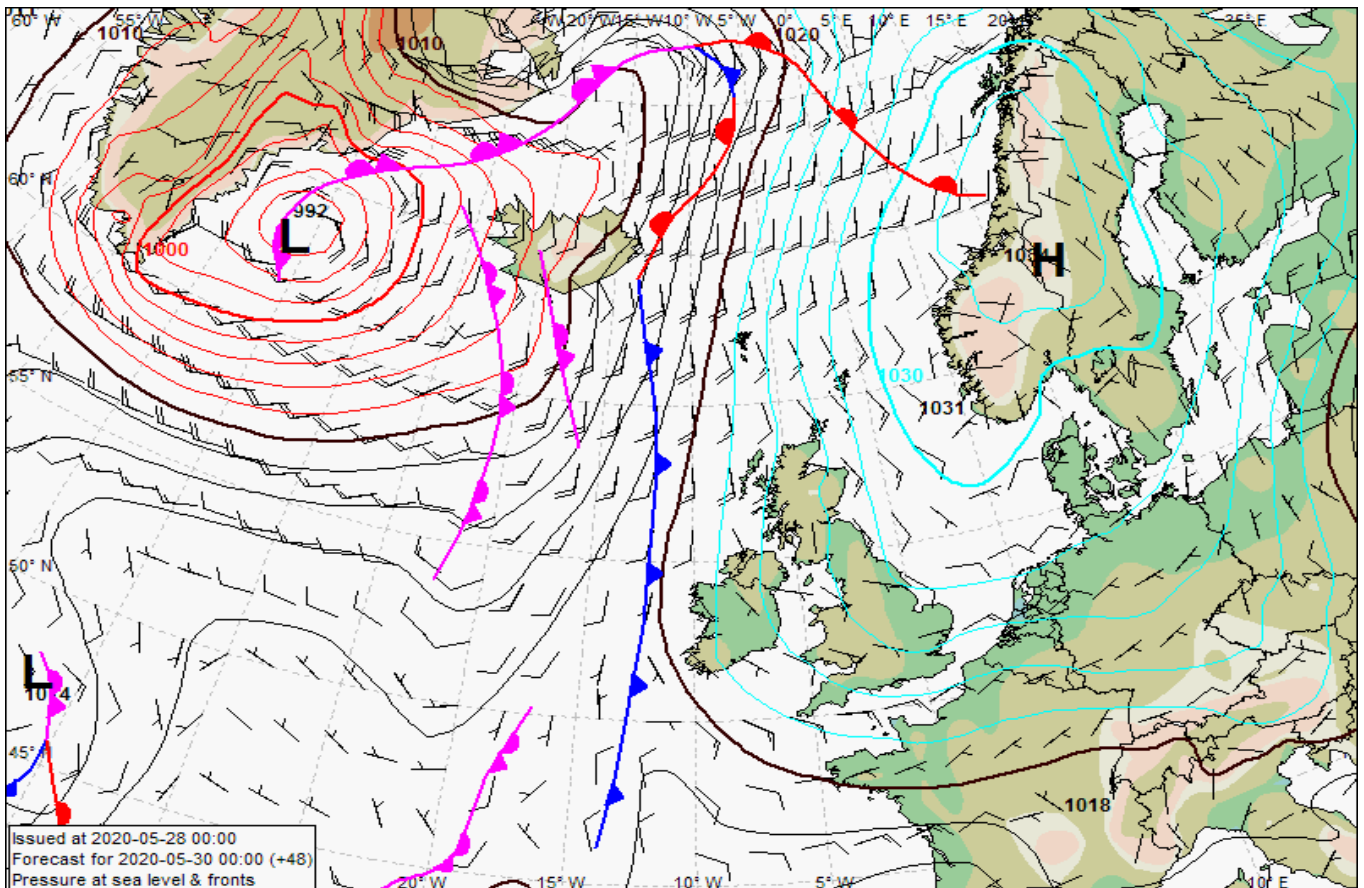 60° W 55° W W 20° W 15° W 10° W 5° W 0° 5° E 10° E 15° E 25° E
1010
1010
1020
60° N
992
L
1000
H
55° N
1030
1031
50° N
L
45°
1018
Issued at 2020-05-28 00:00
Forecast for 2020-05-30 00:00 (+48)
Pressure at sea level & fronts
20° W 15° W 10° W 5° W 10° E